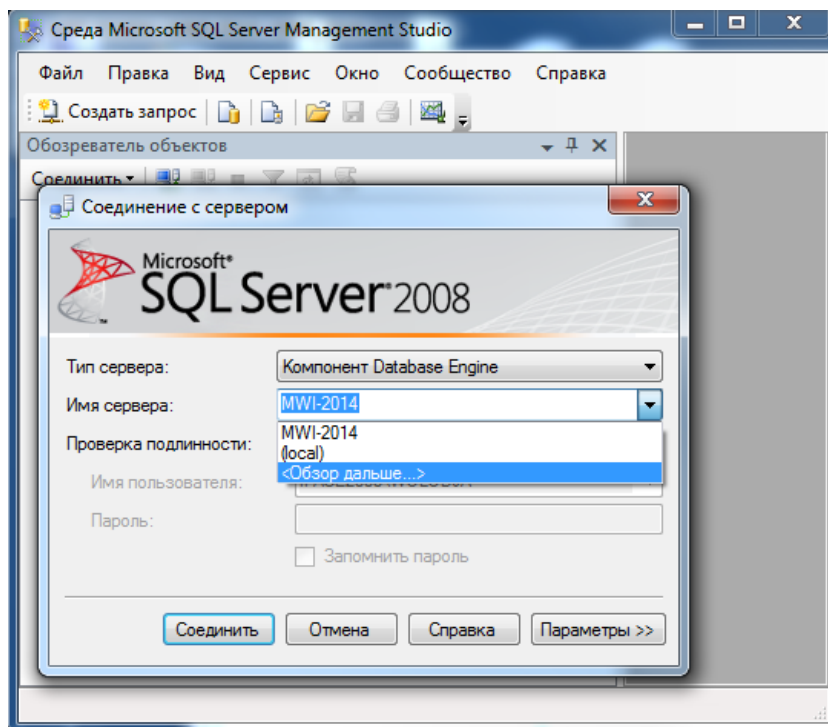 Среда Microsoft SQL Server Management Studio
Файл Правка Вид Сервис Окно Сообщество Справка
Создать запрос
Обозреватель объектов
Соединить
Соединение с сервером
Microsoft®
SQL Server® 2008
Тип сервера: Компонент Database Engine
Имя сервера: MWI-2014
MWI-2014
Проверка подлинности: (local)
<Обзор дальше...>
Имя пользователя:
Пароль:
Запомнить пароль
Соединить Отмена Справка Параметры >>